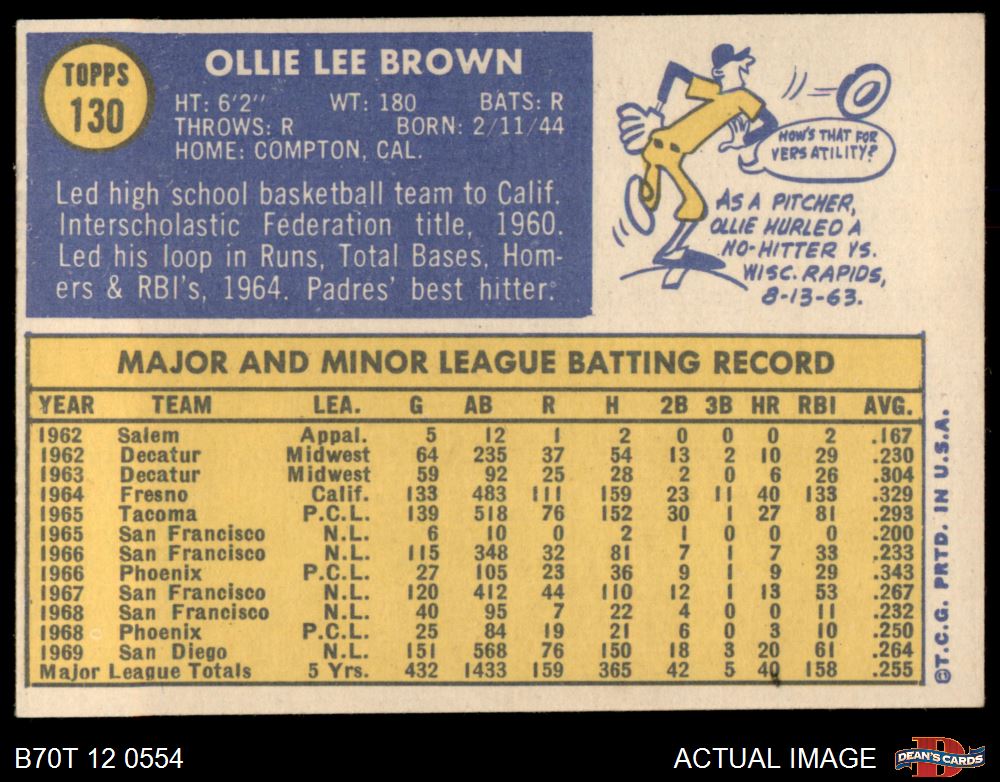 TOPPS
130
OLLIE LEE BROWN
HT: 6'2" WT: 180 BATS: R
THROWS: R BORN: 2/11/44
HOME: COMPTON, CAL.
Led high school basketball team to Calif.
Interscholastic Federation title, 1960.
Led his loop in Runs, Total Bases, Hom-
ers & RBI's, 1964. Padres' best hitter.
HOW'S THAT FOR
VERSATILITY?
AS A PITCHER,
OLLIE HURLED A
NO-HITTER VS.
WISC. RAPIDS,
8-13-63.
MAJOR AND MINOR LEAGUE BATTING RECORD
YEAR TEAM LEA. G AB R H 2B 3B HR RBI AVG.
1962 Salem Appal. 5 12 1 2 0 0 0 2 .167
1962 Decatur Midwest 64 235 37 54 13 2 10 29 .230
1963 Decatur Midwest 59 92 25 28 2 0 6 26 .304
1964 Fresno Calif. 133 483 111 159 23 11 40 133 .329
1965 Tacoma P.C.L. 139 518 76 152 30 1 27 81 .293
1965 San Francisco N.L. 6 10 0 2 1 0 0 0 .200
1966 San Francisco N.L. 115 348 32 81 7 1 7 33 .233
1966 Phoenix P.C.L. 27 105 23 36 9 1 9 29 .343
1967 San Francisco N.L. 120 412 44 110 12 1 13 53 .267
1968 San Francisco N.L. 40 95 7 22 4 0 0 11 .232
1968 Phoenix P.C.L. 25 84 19 21 6 0 3 10 .250
1969 San Diego N.L. 151 568 76 150 18 3 20 61 .264
Major League Totals 5 Yrs. 432 1433 159 365 42 5 40 158 .255
© T.C.G. PRTD. IN U.S.A.
B70T 12 0554
ACTUAL IMAGE
D
DEAN'S CARDS